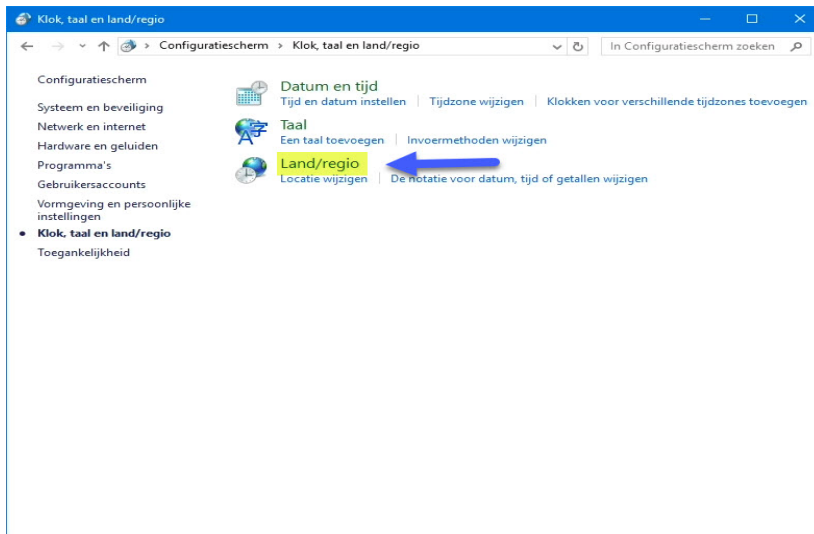 Klok, taal en land/regio
Configuratiescherm > Klok, taal en land/regio
In Configuratiescherm zoeken
Configuratiescherm
Systeem en beveiliging
Netwerk en internet
Hardware en geluiden
Programma's
Gebruikersaccounts
Vormgeving en persoonlijke
instellingen
Klok, taal en land/regio
Toegankelijkheid
Datum en tijd
Tijd en datum instellen | Tijdzone wijzigen | Klokken voor verschillende tijdzones toevoegen
Taal
Een taal toevoegen | Invoermethoden wijzigen
Land/regio
Locatie wijzigen | De notatie voor datum, tijd of getallen wijzigen